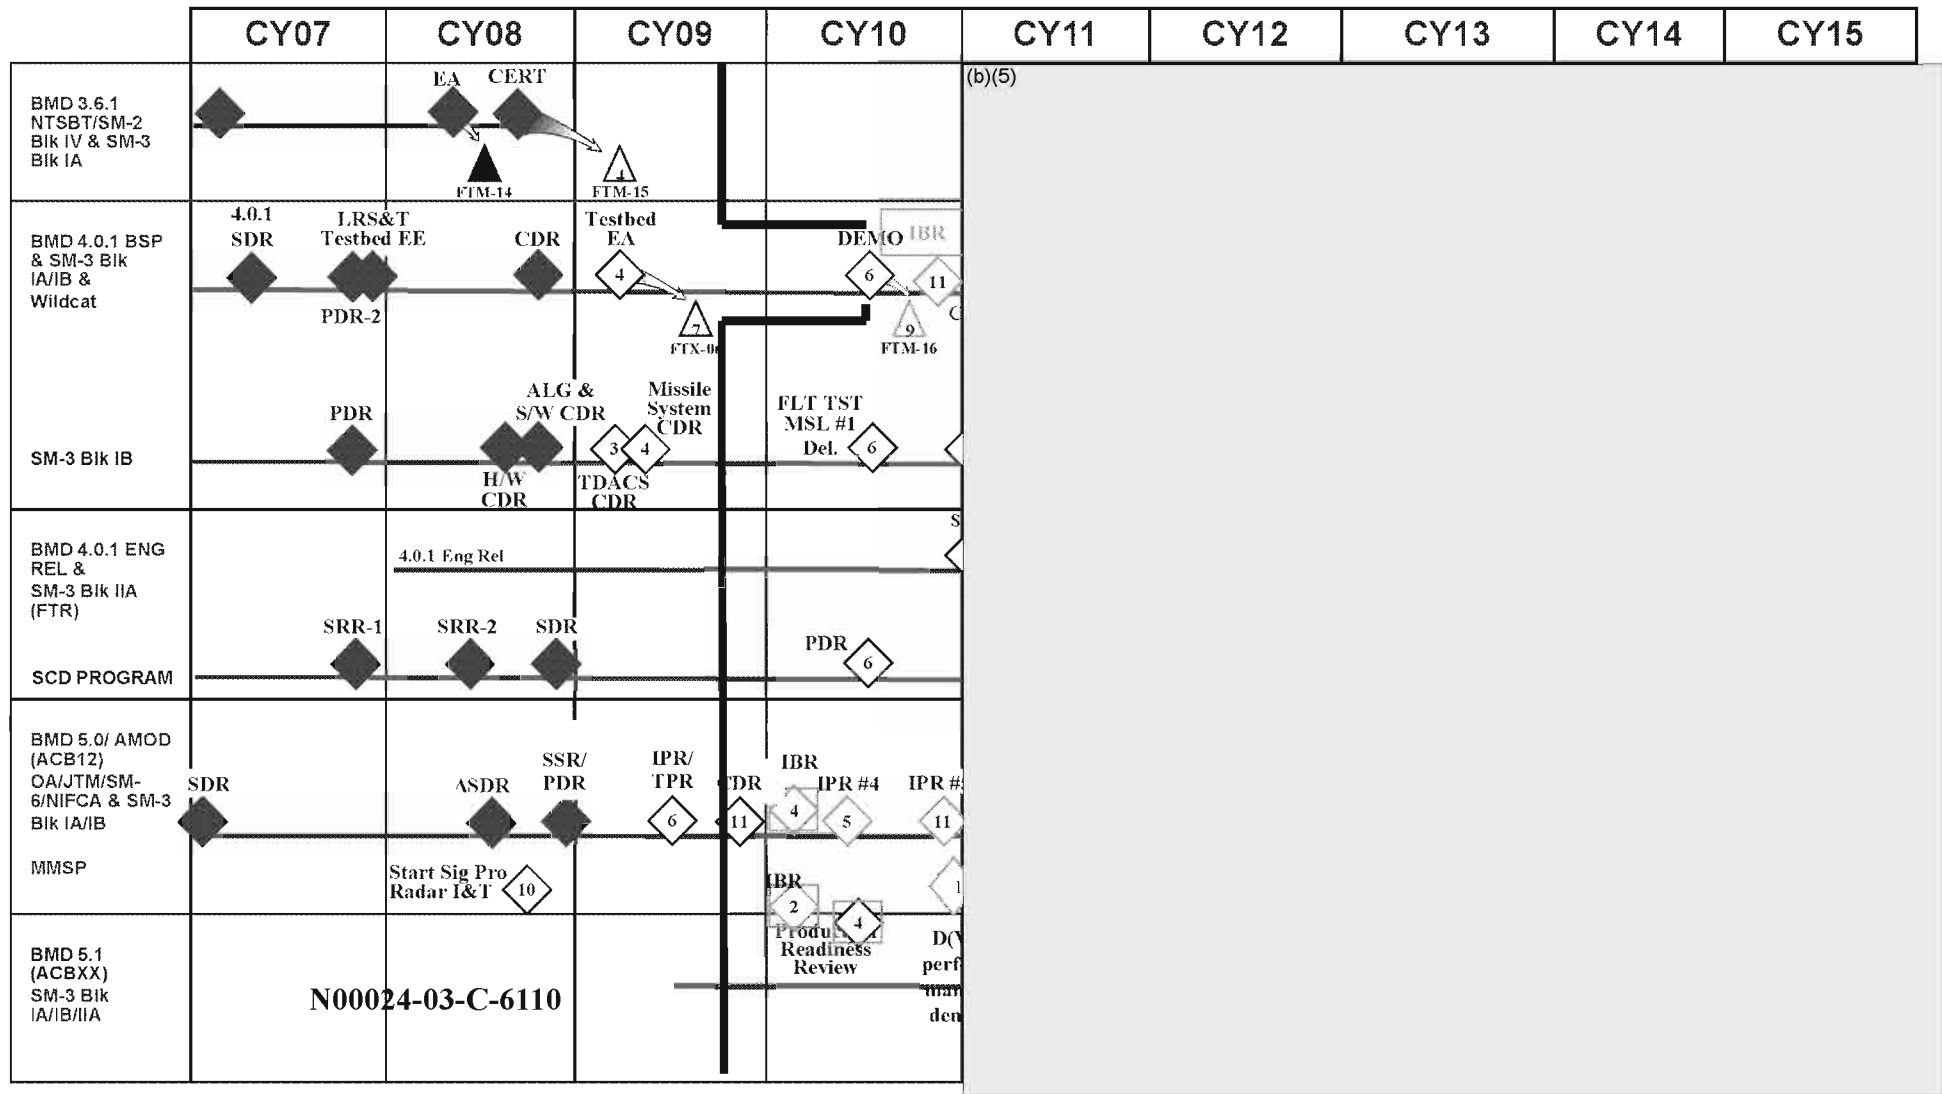 CY07 CY08 CY09 CY10 CY11 CY12 CY13 CY14 CY15
(b)(5)
BMD 3.6.1
NTSBT/SM-2
Blk IV & SM-3
Blk IA
EA CERT
FTM-14
4
FTM-15
BMD 4.0.1 BSP
& SM-3 Blk
IA/IB &
Wildcat
4.0.1
SDR
LRS&T
Testbed EE
PDR-2
CDR
Testbed
EA
4
7
DEMO
6
IBR
11
9
FTM-16
SM-3 Blk IB
PDR
ALG &
S/W CDR
H/W
CDR
3
TDACS
CDR
Missile
System
CDR
4
FLT TST
MSL #1
Del.
6
BMD 4.0.1 ENG
REL &
SM-3 Blk IIA
(FTR)
4.0.1 Eng Rel
SCD PROGRAM
SRR-1
SRR-2
SDR
PDR
6
BMD 5.0/ AMOD
(ACB12)
OA/JTM/SM-
6/NIFCA & SM-3
Blk IA/IB
SDR
ASDR
SSR/
PDR
IPR/
TPR
6
CDR
11
IBR
4
IPR #4
5
IPR #
11
MMSP
Start Sig Pro
Radar I&T
10
IBR
2
4
Readiness
Review
BMD 5.1
(ACBXX)
SM-3 Blk
IA/IB/IIA
N00024-03-C-6110
perf
man
den